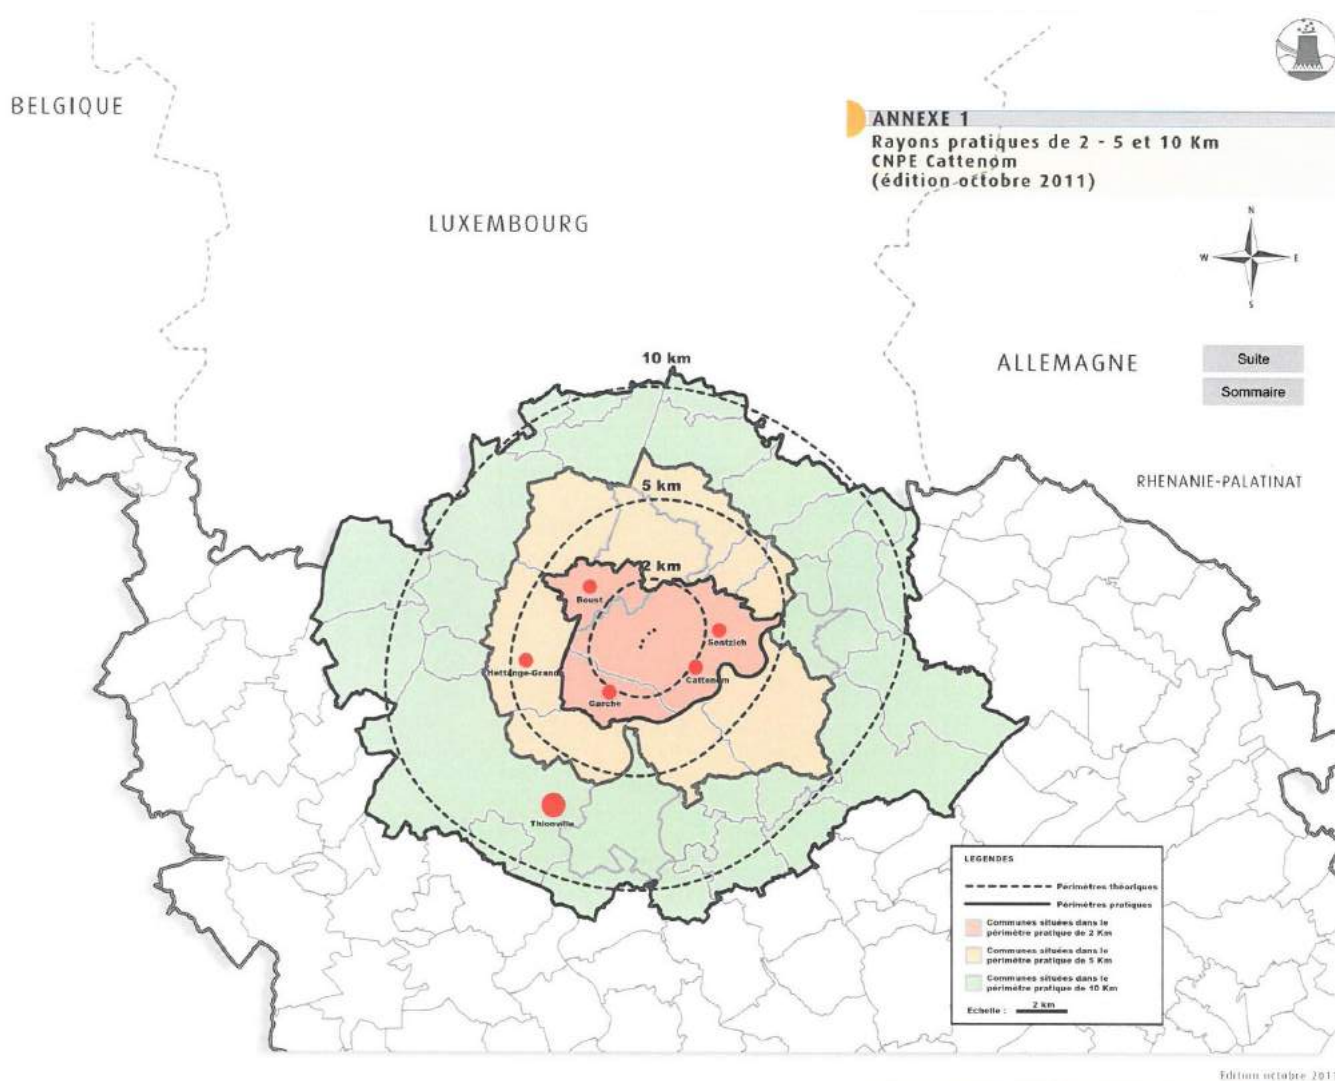 BELGIQUE
ANNEXE 1
Rayons pratiques de 2 - 5 et 10 Km
CNPE Cattenom
(édition octobre 2011)
LUXEMBOURG
N
W
E
S
10 km
ALLEMAGNE
Suite
Sommaire
RHENANIE-PALATINAT
5 km
2 km
Boust
Sentzich
Hettange-Grande
Cattenom
Garche
Thionville
LEGENDES
Périmètres théoriques
Périmètres pratiques
Communes situées dans le
périmètre pratique de 2 Km
Communes situées dans le
périmètre pratique de 5 Km
Communes situées dans le
périmètre pratique de 10 Km
Echelle :
2 km
Edition octobre 2011